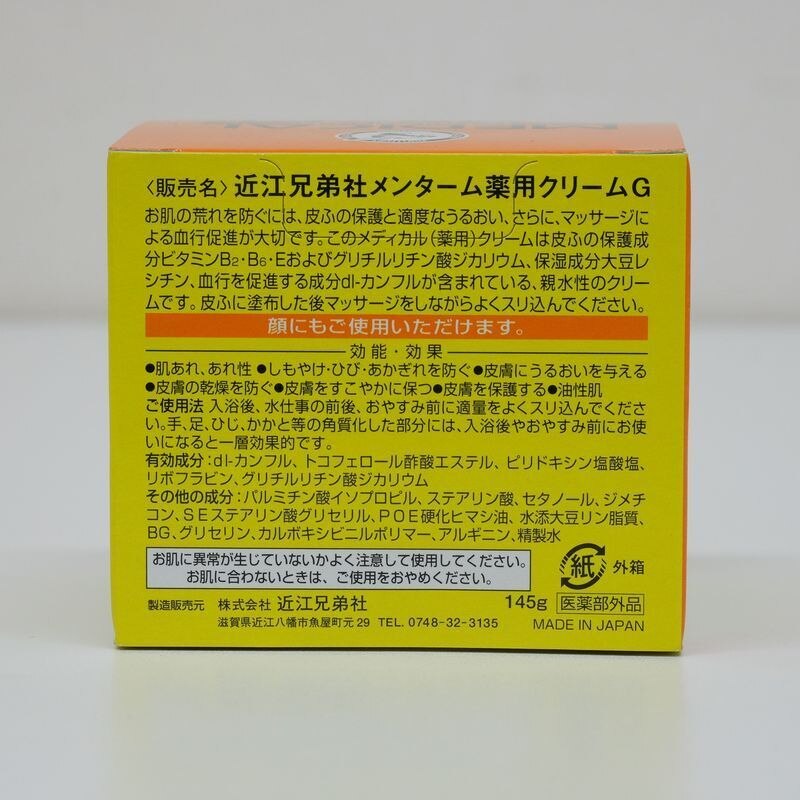 MEDICAL
〈販売名〉近江兄弟社メンターム薬用クリームG
お肌の荒れを防ぐには、皮ふの保護と適度なうるおい、さらに、マッサージに
よる血行促進が大切です。このメディカル(薬用)クリームは皮ふの保護成
分ビタミンB2・B6・Eおよびグリチルリチン酸ジカリウム、保湿成分大豆レ
シチン、血行を促進する成分dl-カンフルが含まれている、親水性のクリー
ムです。皮ふに塗布した後マッサージをしながらよくスリ込んでください。
顔にもご使用いただけます。
効能・効果
●肌あれ、あれ性 ●しもやけ・ひび・あかぎれを防ぐ●皮膚にうるおいを与える
●皮膚の乾燥を防ぐ●皮膚をすこやかに保つ●皮膚を保護する●油性肌
ご使用法 入浴後、水仕事の前後、おやすみ前に適量をよくスリ込んでくださ
い。手、足、ひじ、かかと等の角質化した部分には、入浴後やおやすみ前にお使
いになると一層効果的です。
有効成分:dl-カンフル、トコフェロール酢酸エステル、ピリドキシン塩酸塩、
リボフラビン、グリチルリチン酸ジカリウム
その他の成分:パルミチン酸イソプロピル、ステアリン酸、セタノール、ジメチ
コン、SEステアリン酸グリセリル、POE硬化ヒマシ油、水添大豆リン脂質、
BG、グリセリン、カルボキシビニルポリマー、アルギニン、精製水
お肌に異常が生じていないかよく注意して使用してください。
お肌に合わないときは、ご使用をおやめください。
紙 外箱
製造販売元 株式会社 近江兄弟社 145g 医薬部外品
滋賀県近江八幡市魚屋町元29 TEL. 0748-32-3135 MADE IN JAPAN